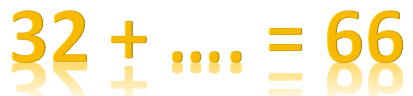 32 + .... = 66